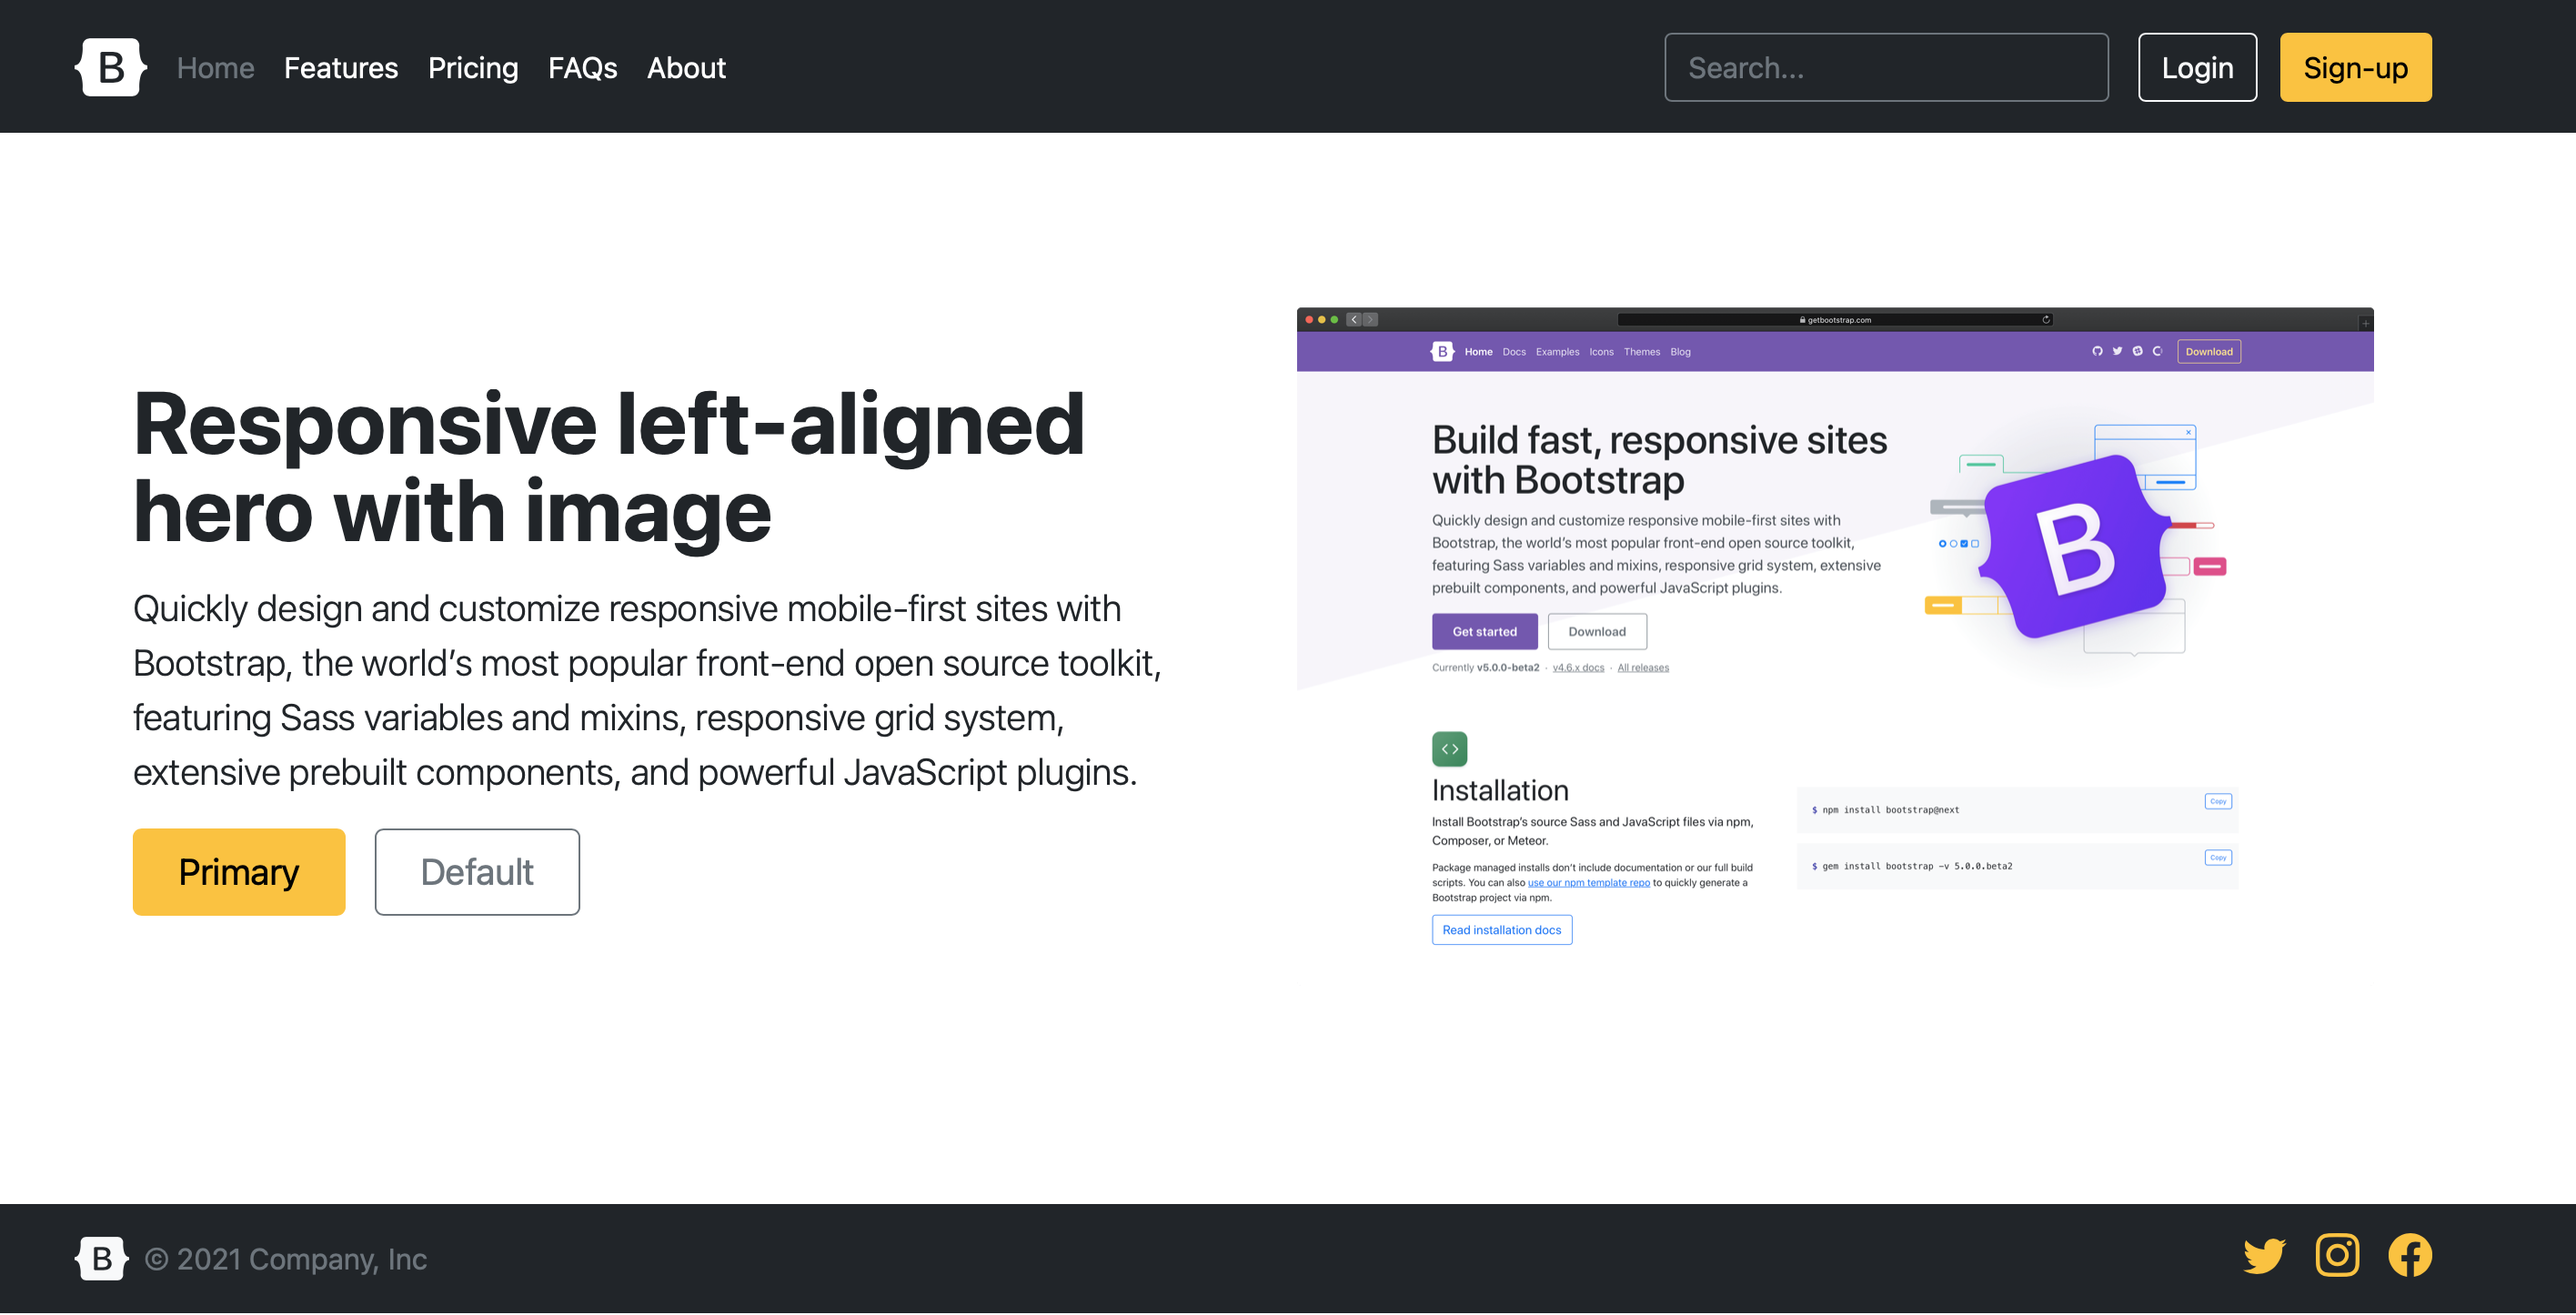 B Home Features Pricing FAQs About Search... Login Sign-up
Responsive left-aligned
hero with image
Quickly design and customize responsive mobile-first sites with
Bootstrap, the world’s most popular front-end open source toolkit,
featuring Sass variables and mixins, responsive grid system,
extensive prebuilt components, and powerful JavaScript plugins.
Primary Default
getbootstrap.com
B Home Docs Examples Icons Themes Blog Download
Build fast, responsive sites
with Bootstrap
Quickly design and customize responsive mobile-first sites with
Bootstrap, the world’s most popular front-end open source toolkit,
featuring Sass variables and mixins, responsive grid system, extensive
prebuilt components, and powerful JavaScript plugins.
Get started Download
Currently v5.0.0-beta2 · v4.6.x docs · All releases
B
Installation
Install Bootstrap’s source Sass and JavaScript files via npm,
Composer, or Meteor.
Package managed installs don’t include documentation or our full build
scripts. You can also use our npm template repo to quickly generate a
Bootstrap project via npm.
Read installation docs
$ npm install bootstrap@next Copy
$ gem install bootstrap -v 5.0.0.beta2 Copy
B © 2021 Company, Inc